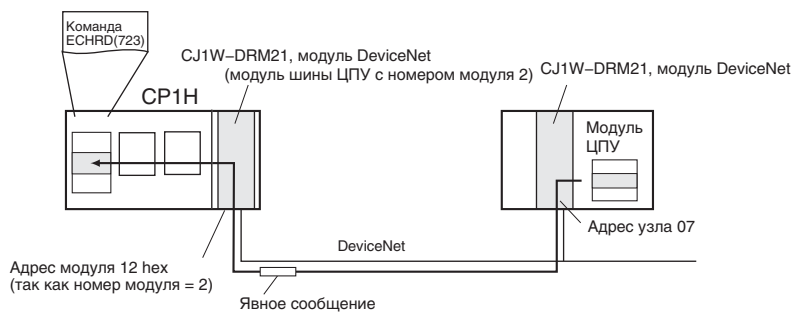 Команда
ECHRD(723)
CJ1W–DRM21, модуль DeviceNet
(модуль шины ЦПУ с номером модуля 2)
CJ1W–DRM21, модуль DeviceNet
CP1H
Модуль
ЦПУ
Адрес узла 07
DeviceNet
Адрес модуля 12 hex
(так как номер модуля = 2)
Явное сообщение